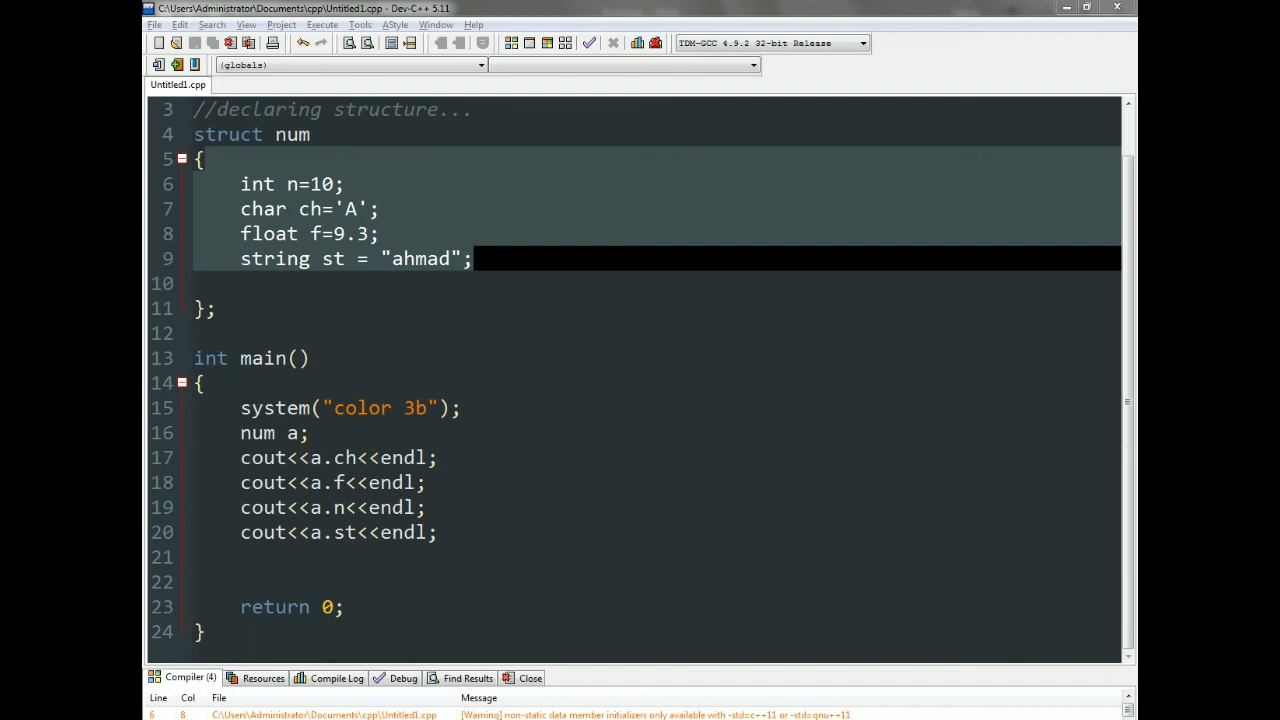 C:\Users\Administrator\Documents\cpp\Untitled1.cpp - Dev-C++ 5.11
File Edit Search View Project Execute Tools AStyle Window Help
TDM-GCC 4.9.2 32-bit Release
(globals)
Untitled1.cpp
3 //declaring structure...
4 struct num
5 {
6 int n=10;
7 char ch='A';
8 float f=9.3;
9 string st = "ahmad";
10
11 };
12
13 int main()
14 {
15 system("color 3b");
16 num a;
17 cout<<a.ch<<endl;
18 cout<<a.f<<endl;
19 cout<<a.n<<endl;
20 cout<<a.st<<endl;
21
22
23 return 0;
24 }
Compiler (4) Resources Compile Log Debug Find Results Close
Line Col File Message
6 8 C:\Users\Administrator\Documents\cpp\Untitled1.cpp [Warning] non-static data member initializers only available with -std=c++11 or -std=gnu++11